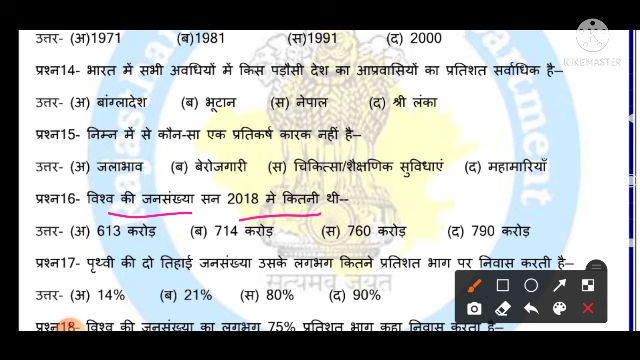 उत्तर- (अ)1971 (ब)1981 (स)1991 (द) 2000
प्रश्न14- भारत में सभी अवधियों में किस पड़ौसी देश का आप्रवासियों का प्रतिशत सर्वाधिक है–
उत्तर- (अ) बांग्लादेश (ब) भूटान (स) नेपाल (द) श्री लंका
प्रश्न15- निम्न में से कौन-सा एक प्रतिकर्ष कारक नहीं है–
उत्तर- (अ) जलाभाव (ब) बेरोजगारी (स) चिकित्सा/शैक्षणिक सुविधाएं (द) महामारियाँ
प्रश्न16- विश्व की जनसंख्या सन 2018 मे कितनी थी--
उत्तर- (अ) 613 करोड़ (ब) 714 करोड़ (स) 760 करोड़ (द) 790 करोड़
प्रश्न17- पृथ्वी की दो तिहाई जनसंख्या उसके लगभग कितने प्रतिशत भाग पर निवास करती है–
उत्तर- (अ) 14% (ब) 21% (स) 80% (द) 90%
प्रश्न18- विश्व की जनसंख्या का लगभग 75% प्रतिशत भाग कहा निवास करता है–
KINEMASTER
सत्यमेव जयते